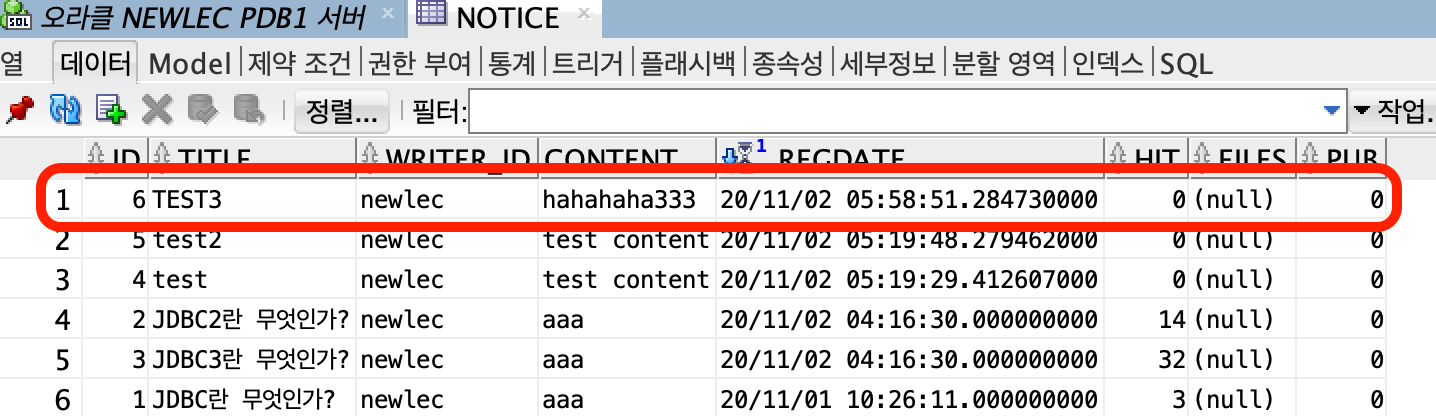 오라클 NEWLEC PDB1 서버 NOTICE
열 데이터 Model 제약 조건 권한 부여 통계 트리거 플래시백 종속성 세부정보 분할 영역 인덱스 SQL
정렬... 필터: 작업.
ID TITLE WRITER_ID CONTENT 1 REGDATE HIT FILES PUB
1 6 TEST3 newlec hahahaha333 20/11/02 05:58:51.284730000 0 (null) 0
2 5 test2 newlec test content 20/11/02 05:19:48.279462000 0 (null) 0
3 4 test newlec test content 20/11/02 05:19:29.412607000 0 (null) 0
4 2 JDBC2란 무엇인가? newlec aaa 20/11/02 04:16:30.000000000 14 (null) 0
5 3 JDBC3란 무엇인가? newlec aaa 20/11/02 04:16:30.000000000 32 (null) 0
6 1 JDBC란 무엇인가? newlec aaa 20/11/01 10:26:11.000000000 3 (null) 0